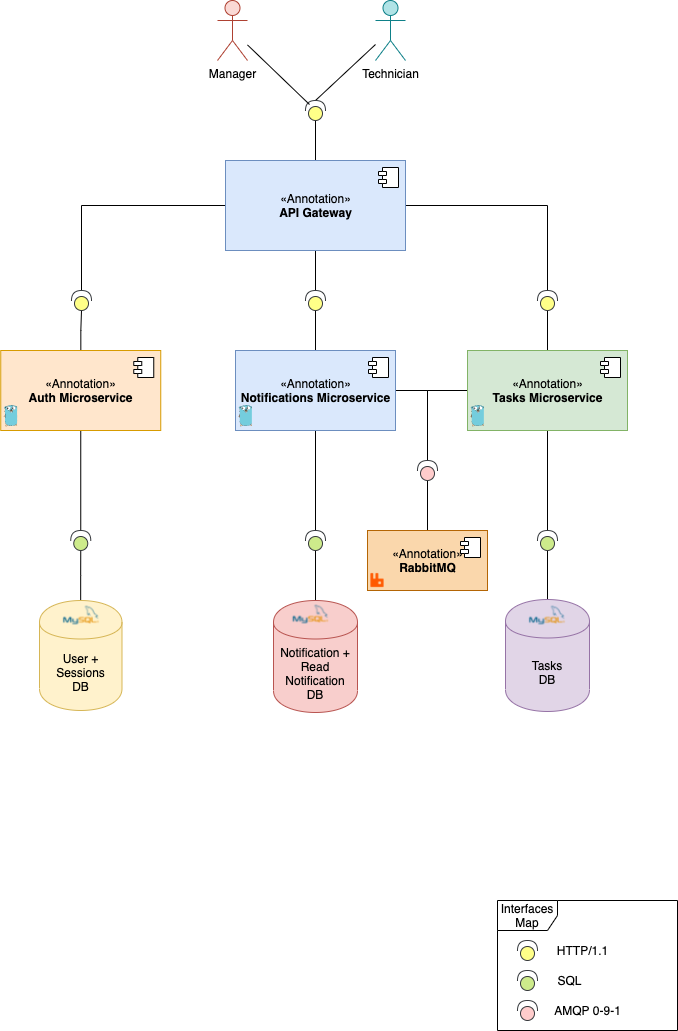 Manager
Technician
«Annotation»
API Gateway
«Annotation»
Auth Microservice
«Annotation»
Notifications Microservice
«Annotation»
Tasks Microservice
«Annotation»
RabbitMQ
MySQL
User +
Sessions
DB
MySQL
Notification +
Read
Notification
DB
MySQL
Tasks
DB
Interfaces
Map
HTTP/1.1
SQL
AMQP 0-9-1